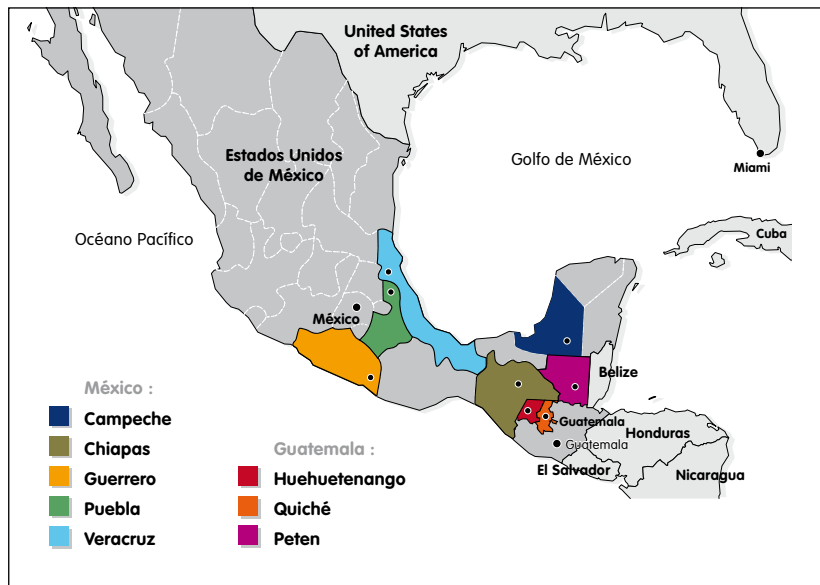 United States
of America
Estados Unidos
de México
Golfo de México
Miami
Océano Pacífico
Cuba
México
Belize
México :
Campeche
Chiapas
Guerrero
Puebla
Veracruz
Guatemala :
Huehuetenango
Quiché
Peten
Guatemala
Guatemala
Honduras
El Salvador
Nicaragua